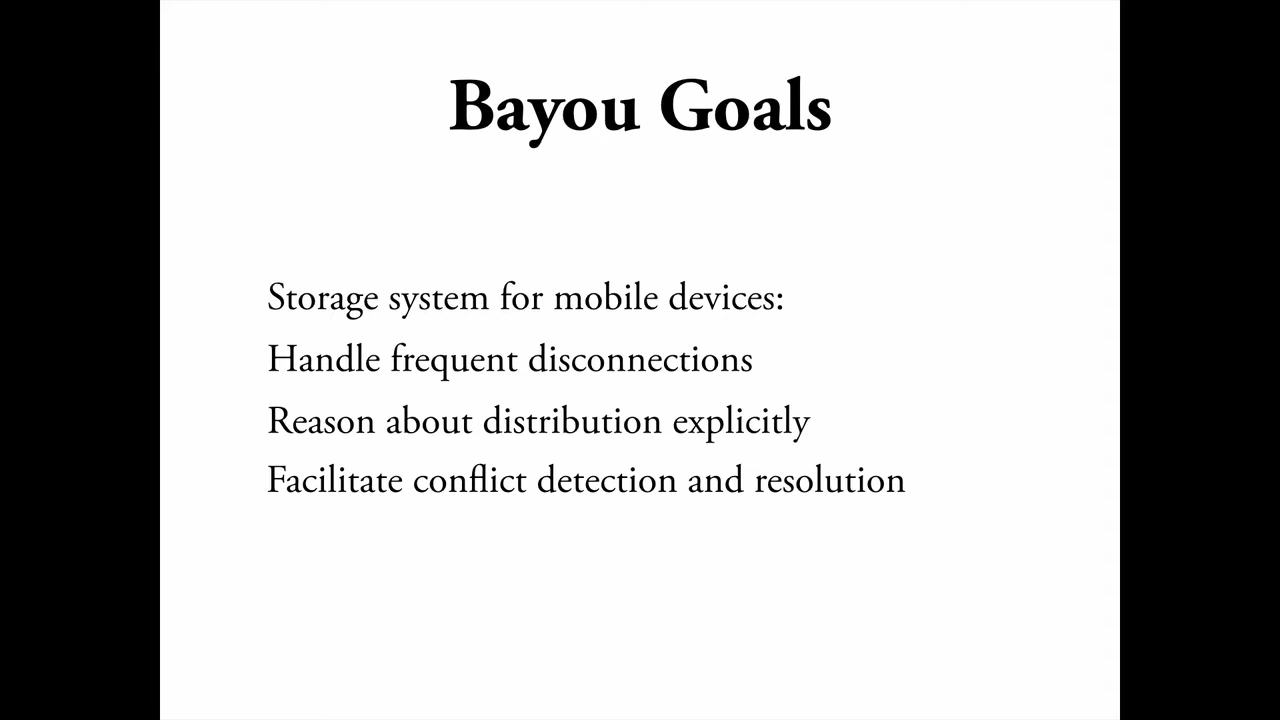 Bayou Goals
Storage system for mobile devices:
Handle frequent disconnections
Reason about distribution explicitly
Facilitate conflict detection and resolution